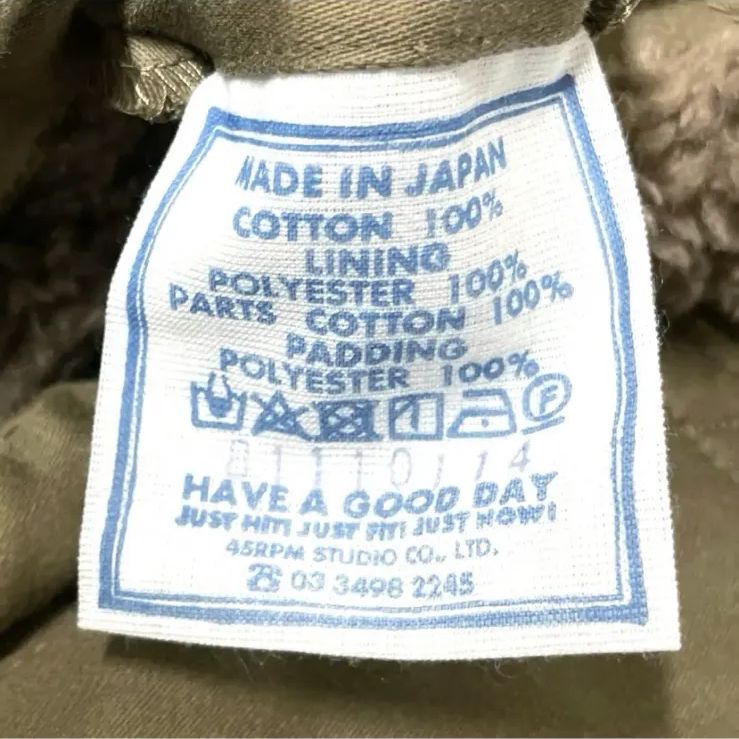 MADE IN JAPAN
COTTON 100%
LINING
POLYESTER 100%
PARTS COTTON 100%
PADDING
POLYESTER 100%
F
HAVE A GOOD DAY
JUST HIT! JUST FIT! JUST NOW!
45RPM STUDIO CO., LTD.
☎ 03 3498 2245